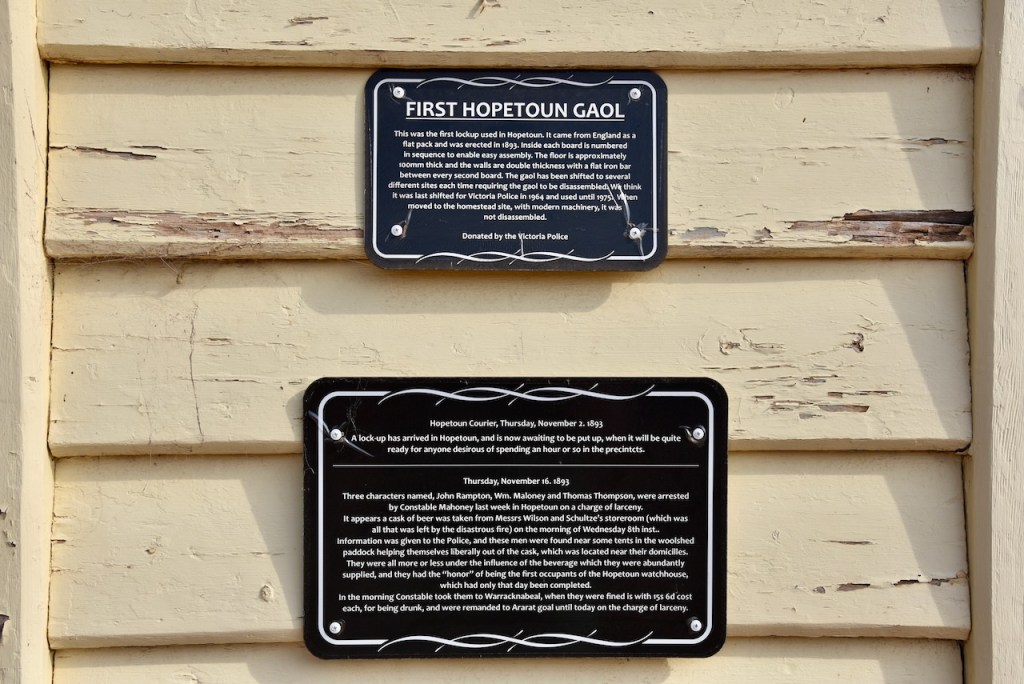 FIRST HOPETOUN GAOL
This was the first lockup used in Hopetoun. It came from England as a
flat pack and was erected in 1893. Inside each board is numbered
in sequence to enable easy assembly. The floor is approximately
100mm thick and the walls are double thickness with a flat iron bar
between every second board. The gaol has been shifted to several
different sites each time requiring the gaol to be disassembled. We think
it was last shifted for Victoria Police in 1964 and used until 1975. When
moved to the homestead site, with modern machinery, it was
not disassembled.
Donated by the Victoria Police
Hopetoun Courier, Thursday, November 2. 1893
A lock-up has arrived in Hopetoun, and is now awaiting to be put up, when it will be quite
ready for anyone desirous of spending an hour or so in the precintcts.
Thursday, November 16. 1893
Three characters named, John Rampton, Wm. Maloney and Thomas Thompson, were arrested
by Constable Mahoney last week in Hopetoun on a charge of larceny.
It appears a cask of beer was taken from Messrs Wilson and Schultze's storeroom (which was
all that was left by the disastrous fire) on the morning of Wednesday 8th inst..
Information was given to the Police, and these men were found near some tents in the woolshed
paddock helping themselves liberally out of the cask, which was located near their domicilles.
They were all more or less under the influence of the beverage which they were abundantly
supplied, and they had the "honor" of being the first occupants of the Hopetoun watchhouse,
which had only that day been completed.
In the morning Constable took them to Warracknabeal, when they were fined is with 15s 6d cost
each, for being drunk, and were remanded to Ararat goal until today on the charge of larceny.